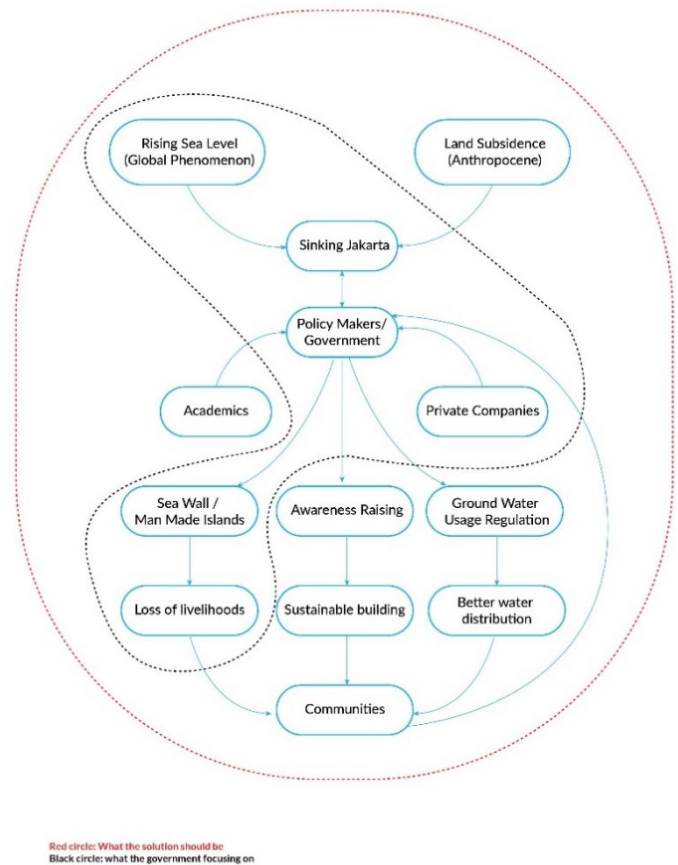 Rising Sea Level
(Global Phenomenon)
Land Subsidence
(Anthropocene)
Sinking Jakarta
Policy Makers/
Government
Academics
Private Companies
Sea Wall /
Man Made Islands
Awareness Raising
Ground Water
Usage Regulation
Loss of livelihoods
Sustainable building
Better water
distribution
Communities
Red circle: What the solution should be
Black circle: what the government focusing on